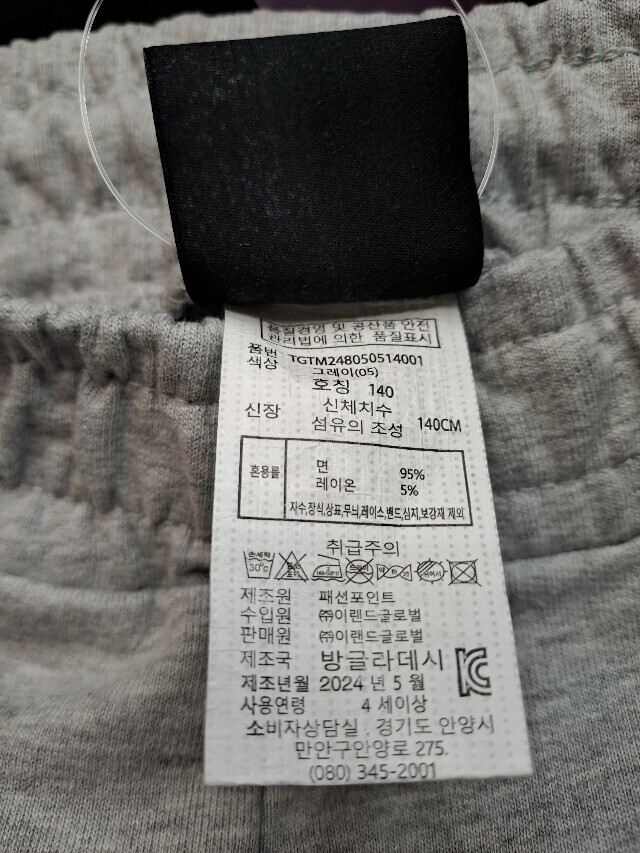 품질경영 및 공산품 안전
관리법에 의한 품질표시
품번 TGTM248050514001
색상 그레이(05)
호칭 140
신체치수
신장 140CM
섬유의 조성
혼용률 면 95%
레이온 5%
자수,장식,상표,무늬,레이스,밴드,심지,보강재 제외
취급주의
손세탁
30°c
제조원 패션포인트
수입원 ㈜이랜드글로벌
판매원 ㈜이랜드글로벌
제조국 방글라데시
제조년월 2024 년 5 월
사용연령 4 세이상
소비자상담실 . 경기도 안양시
만안구안양로 275.
(080) 345-2001